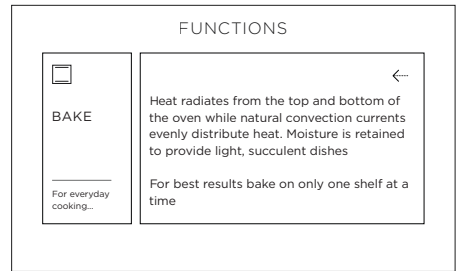 FUNCTIONS
BAKE
For everyday
cooking...
Heat radiates from the top and bottom of
the oven while natural convection currents
evenly distribute heat. Moisture is retained
to provide light, succulent dishes
For best results bake on only one shelf at a
time